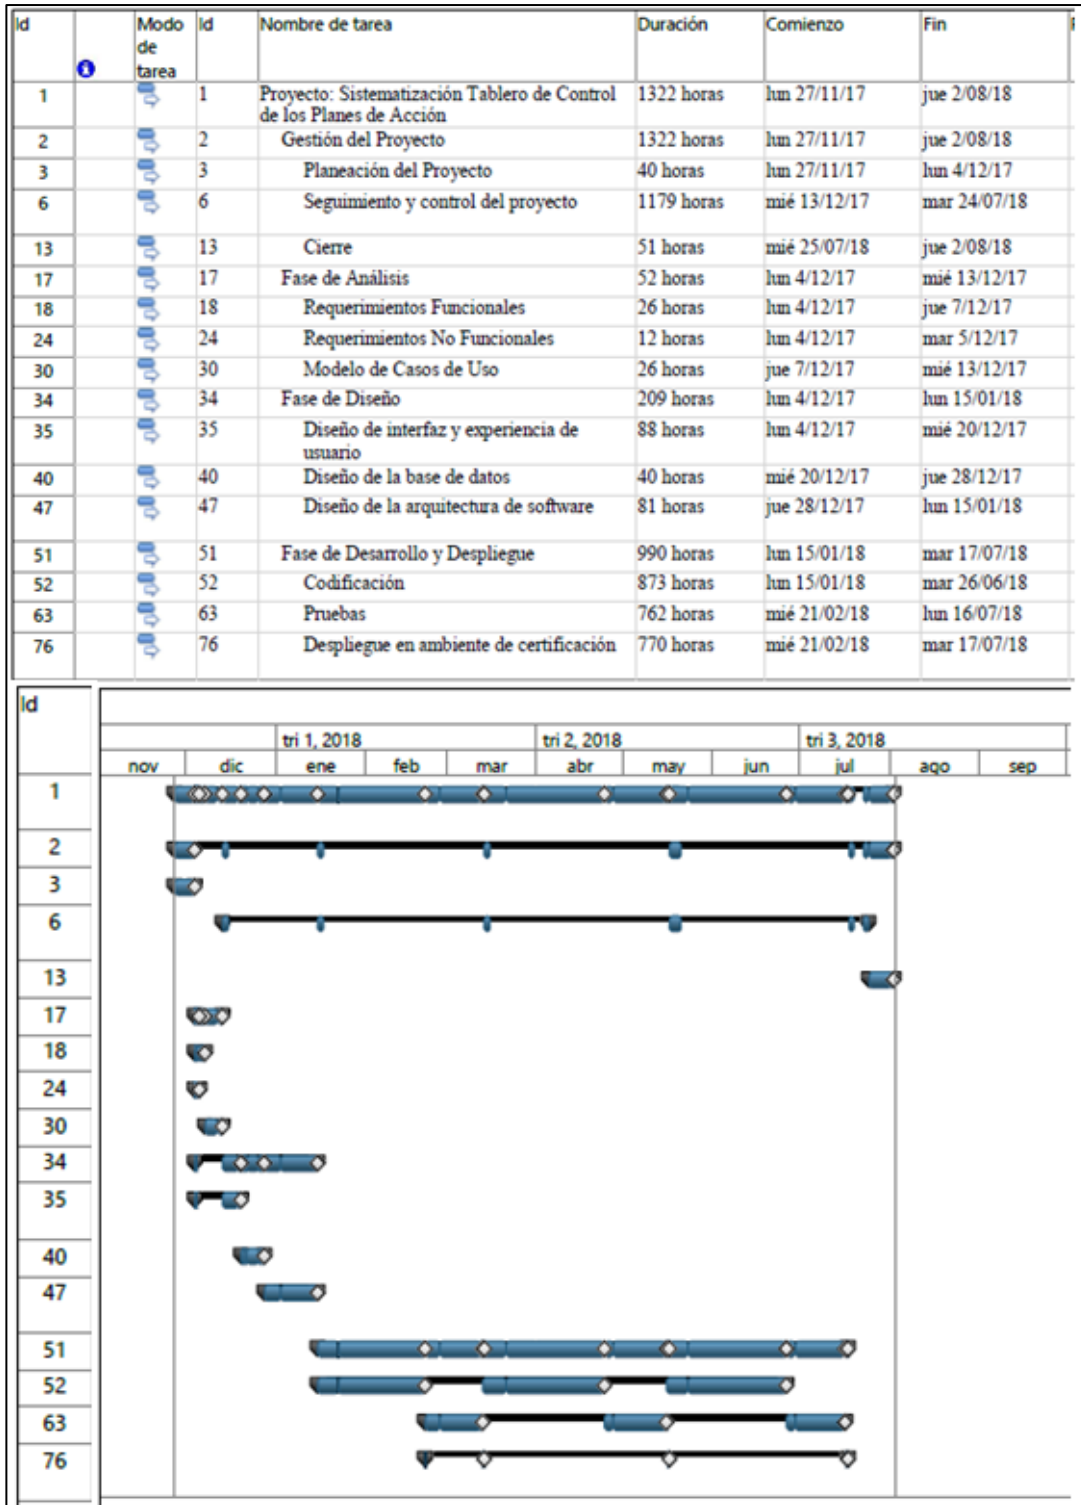 Id Modo de tarea Id Nombre de tarea Duración Comienzo Fin
1 1 Proyecto: Sistematización Tablero de Control de los Planes de Acción 1322 horas lun 27/11/17 jue 2/08/18
2 2 Gestión del Proyecto 1322 horas lun 27/11/17 jue 2/08/18
3 3 Planeación del Proyecto 40 horas lun 27/11/17 lun 4/12/17
6 6 Seguimiento y control del proyecto 1179 horas mié 13/12/17 mar 24/07/18
13 13 Cierre 51 horas mié 25/07/18 jue 2/08/18
17 17 Fase de Análisis 52 horas lun 4/12/17 mié 13/12/17
18 18 Requerimientos Funcionales 26 horas lun 4/12/17 jue 7/12/17
24 24 Requerimientos No Funcionales 12 horas lun 4/12/17 mar 5/12/17
30 30 Modelo de Casos de Uso 26 horas jue 7/12/17 mié 13/12/17
34 34 Fase de Diseño 209 horas lun 4/12/17 lun 15/01/18
35 35 Diseño de interfaz y experiencia de usuario 88 horas lun 4/12/17 mié 20/12/17
40 40 Diseño de la base de datos 40 horas mié 20/12/17 jue 28/12/17
47 47 Diseño de la arquitectura de software 81 horas jue 28/12/17 lun 15/01/18
51 51 Fase de Desarrollo y Despliegue 990 horas lun 15/01/18 mar 17/07/18
52 52 Codificación 873 horas lun 15/01/18 mar 26/06/18
63 63 Pruebas 762 horas mié 21/02/18 lun 16/07/18
76 76 Despliegue en ambiente de certificación 770 horas mié 21/02/18 mar 17/07/18
Id
tri 1, 2018 tri 2, 2018 tri 3, 2018
nov dic ene feb mar abr may jun jul ago sep
1
2
3
6
13
17
18
24
30
34
35
40
47
51
52
63
76